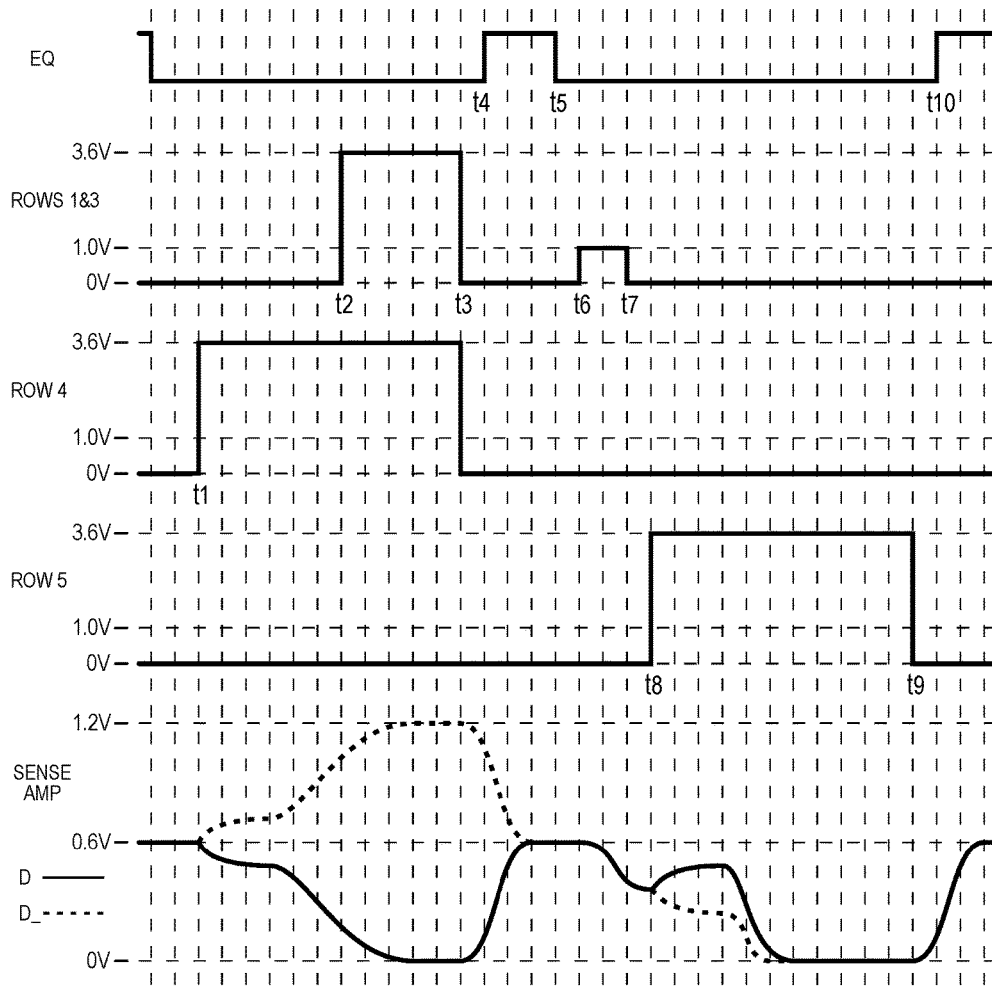 EQ
t4 t5 t10
3.6V
ROWS 1&3
1.0V
0V
t2 t3 t6 t7
3.6V
ROW 4
1.0V
0V
t1
3.6V
ROW 5
1.0V
0V
t8 t9
1.2V
SENSE
AMP
0.6V
D
D_
0V